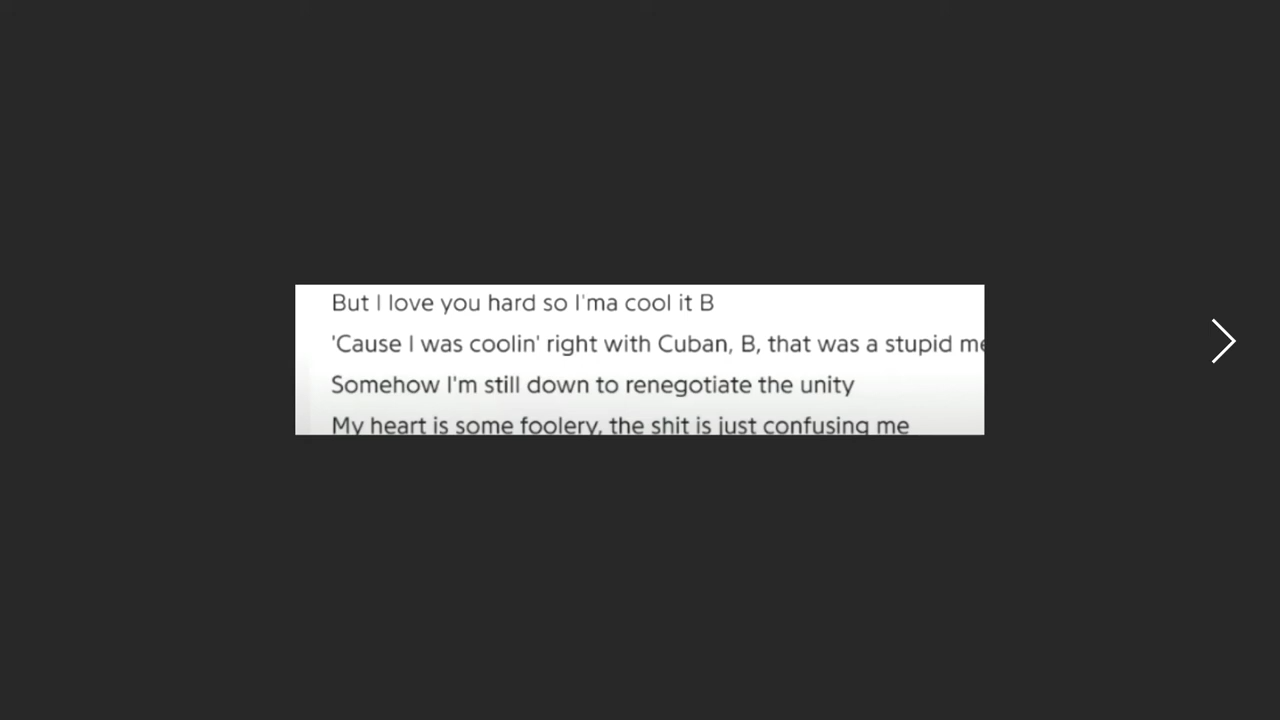 But I love you hard so I'ma cool it B
'Cause I was coolin' right with Cuban, B, that was a stupid
Somehow I'm still down to renegotiate the unity
My heart is some foolery, the shit is just confusing me